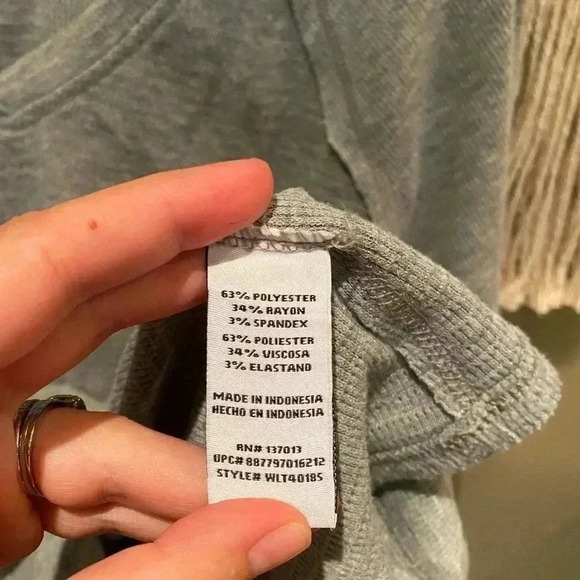 63% POLYESTER
34% RAYON
3% SPANDEX
63% POLIESTER
34% VISCOSA
3% ELASTANO
MADE IN INDONESIA
HECHO EN INDONESIA
RN# 137013
UPC# 887797016212
STYLE# WLT40185